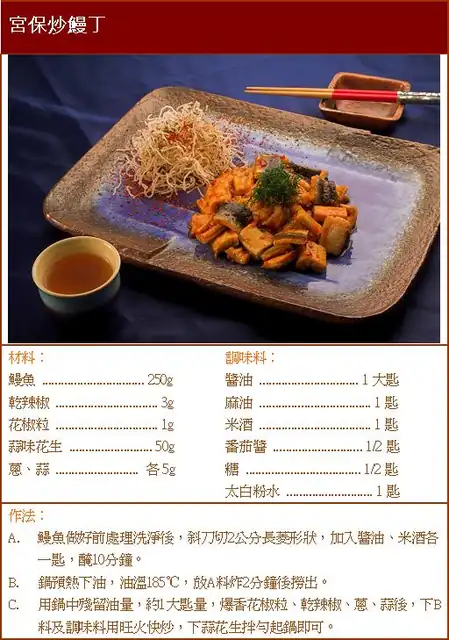 宮保炒鰻丁
材料：
鰻魚 ................................. 250g
乾辣椒 ................................. 3g
花椒粒 ................................. 1g
蒜味花生 ........................... 50g
蔥、蒜 ........................... 各 5g
調味料：
醬油 ................................ 1 大匙
麻油 .................................... 1 匙
米酒 .................................... 1 匙
番茄醬 ............................. 1/2 匙
糖 ..................................... 1/2 匙
太白粉水 ............................ 1 匙
作法：
A. 鰻魚做好前處理洗淨後，斜刀切2公分長菱形狀，加入醬油、米酒各
一匙，醃10分鐘。
B. 鍋預熱下油，油溫185℃，放A料炸2分鐘後撈出。
C. 用鍋中殘留油量，約1大匙量，爆香花椒粒、乾辣椒、蔥、蒜後，下B
料及調味料用旺火快炒，下蒜花生拌勻起鍋即可。